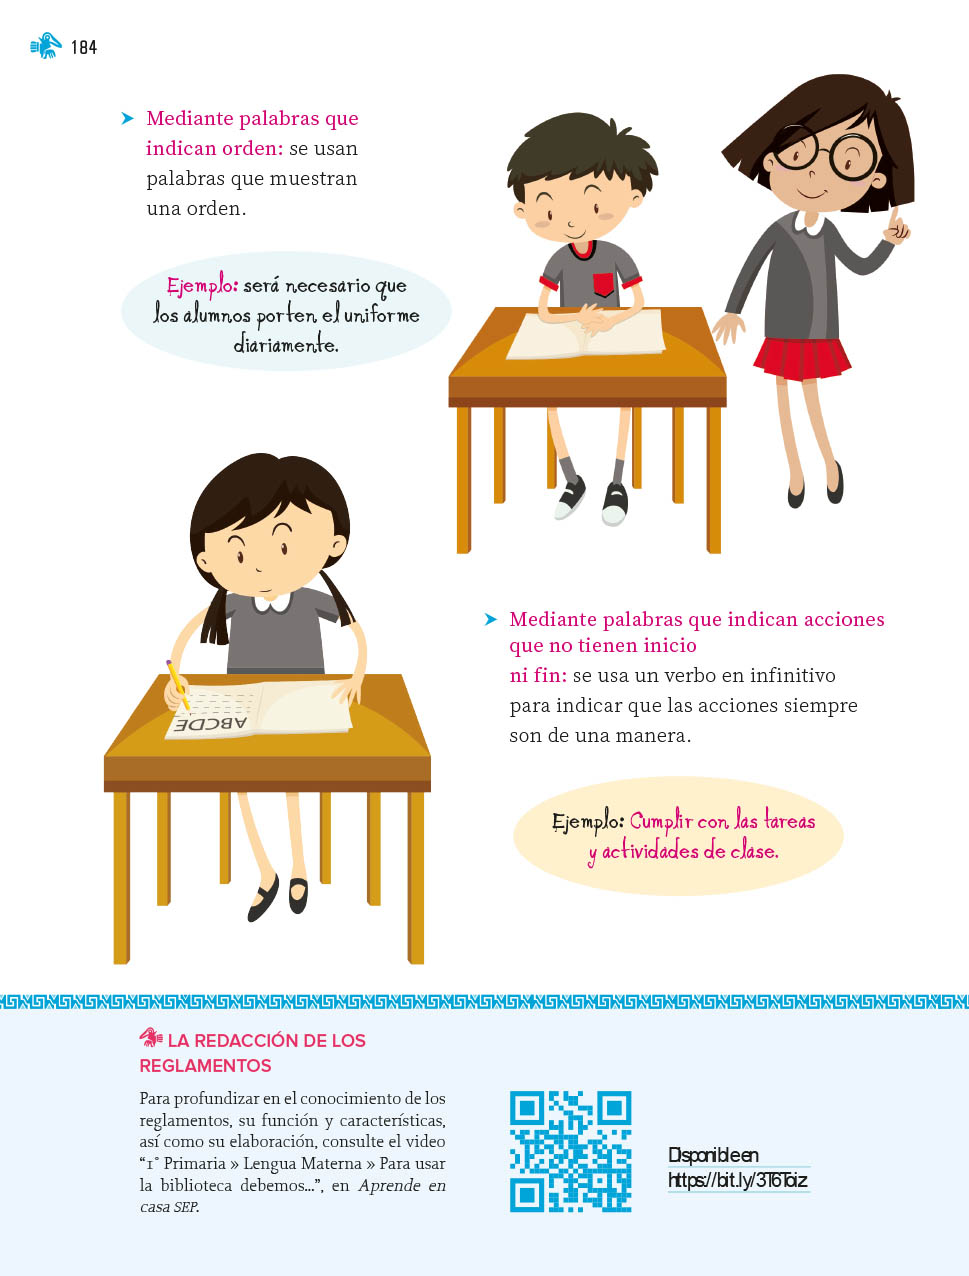 184
Mediante palabras que
indican orden: se usan
palabras que muestran
una orden.
Ejemplo: será necesario que
los alumnos porten el uniforme
diariamente.
ABCDE
Mediante palabras que indican acciones
que no tienen inicio
ni fin: se usa un verbo en infinitivo
para indicar que las acciones siempre
son de una manera.
Ejemplo: Cumplir con las tareas
y actividades de clase.
LA REDACCIÓN DE LOS
REGLAMENTOS
Para profundizar en el conocimiento de los
reglamentos, su función y características,
así como su elaboración, consulte el video
“1° Primaria » Lengua Materna » Para usar
la biblioteca debemos...”, en Aprende en
casa SEP.
Disponible en
https://bit.ly/3T6Toiz